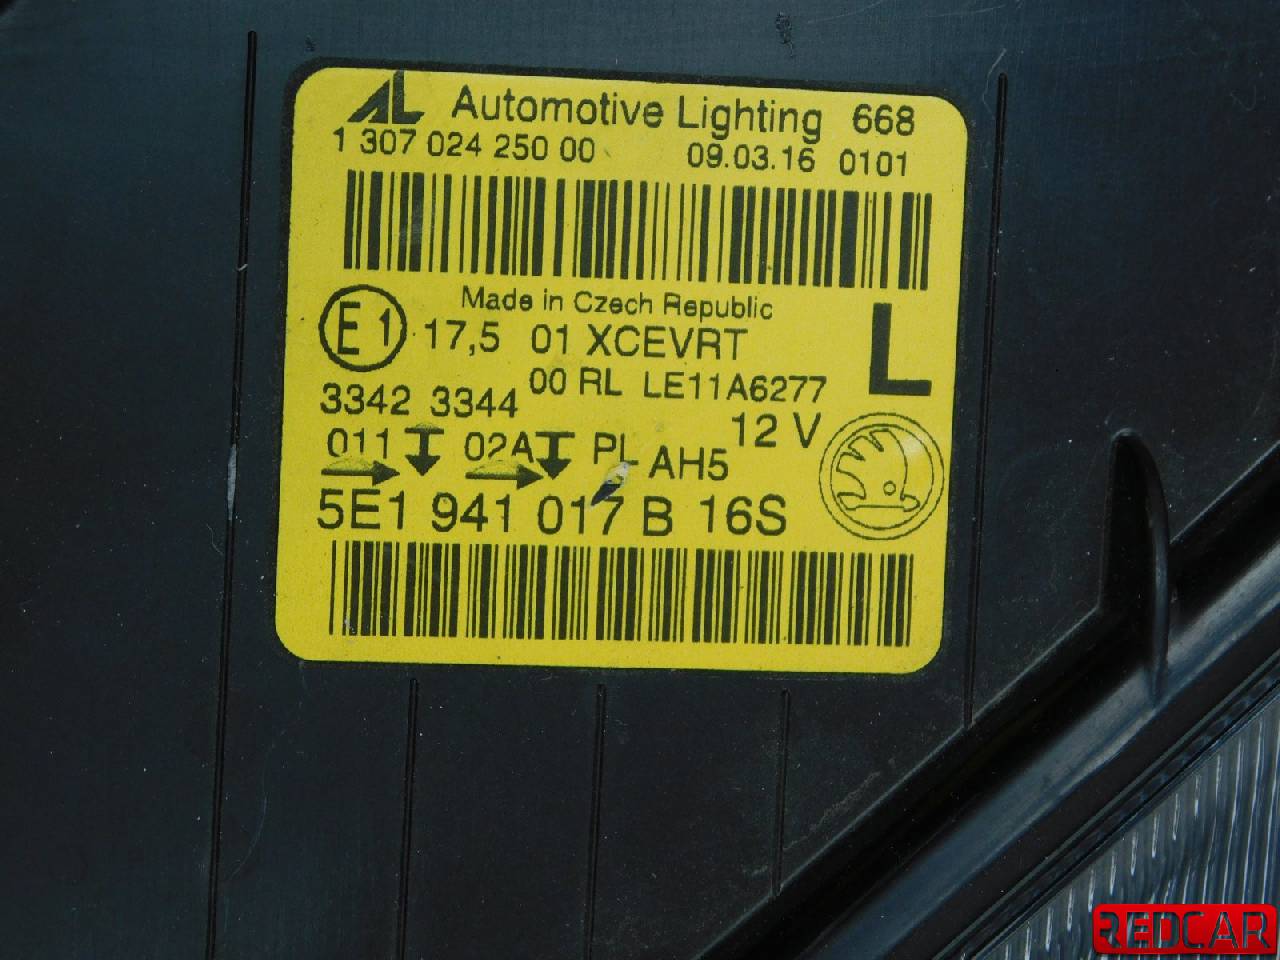 AL Automotive Lighting 668
1 307 024 250 00 09.03.16 0101
Made in Czech Republic
E1 17,5 01 XCEVRT L
00 RL LE11A6277
3342 3344 12 V
011 02A PL AH5
5E1 941 017 B 16S
REDCAR